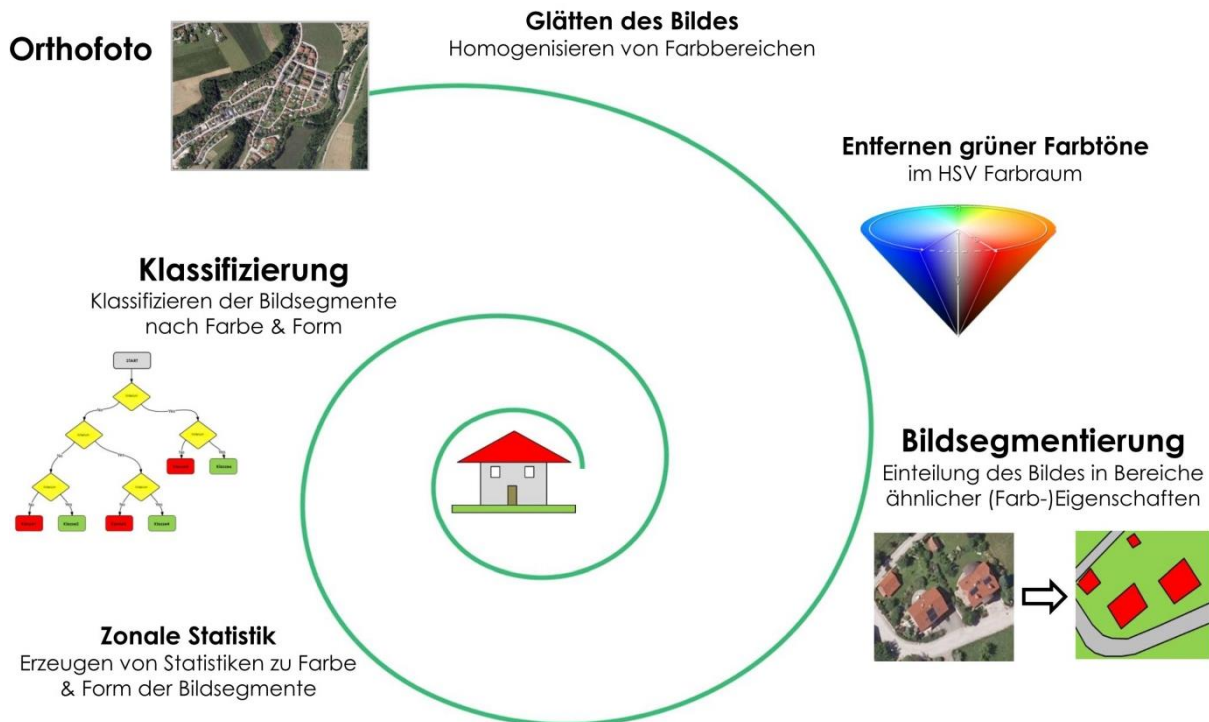 Orthofoto
Glätten des Bildes
Homogenisieren von Farbbereichen
Entfernen grüner Farbtöne
im HSV Farbraum
Bildsegmentierung
Einteilung des Bildes in Bereiche
ähnlicher (Farb-)Eigenschaften
Zonale Statistik
Erzeugen von Statistiken zu Farbe
& Form der Bildsegmente
Klassifizierung
Klassifizieren der Bildsegmente
nach Farbe & Form
START